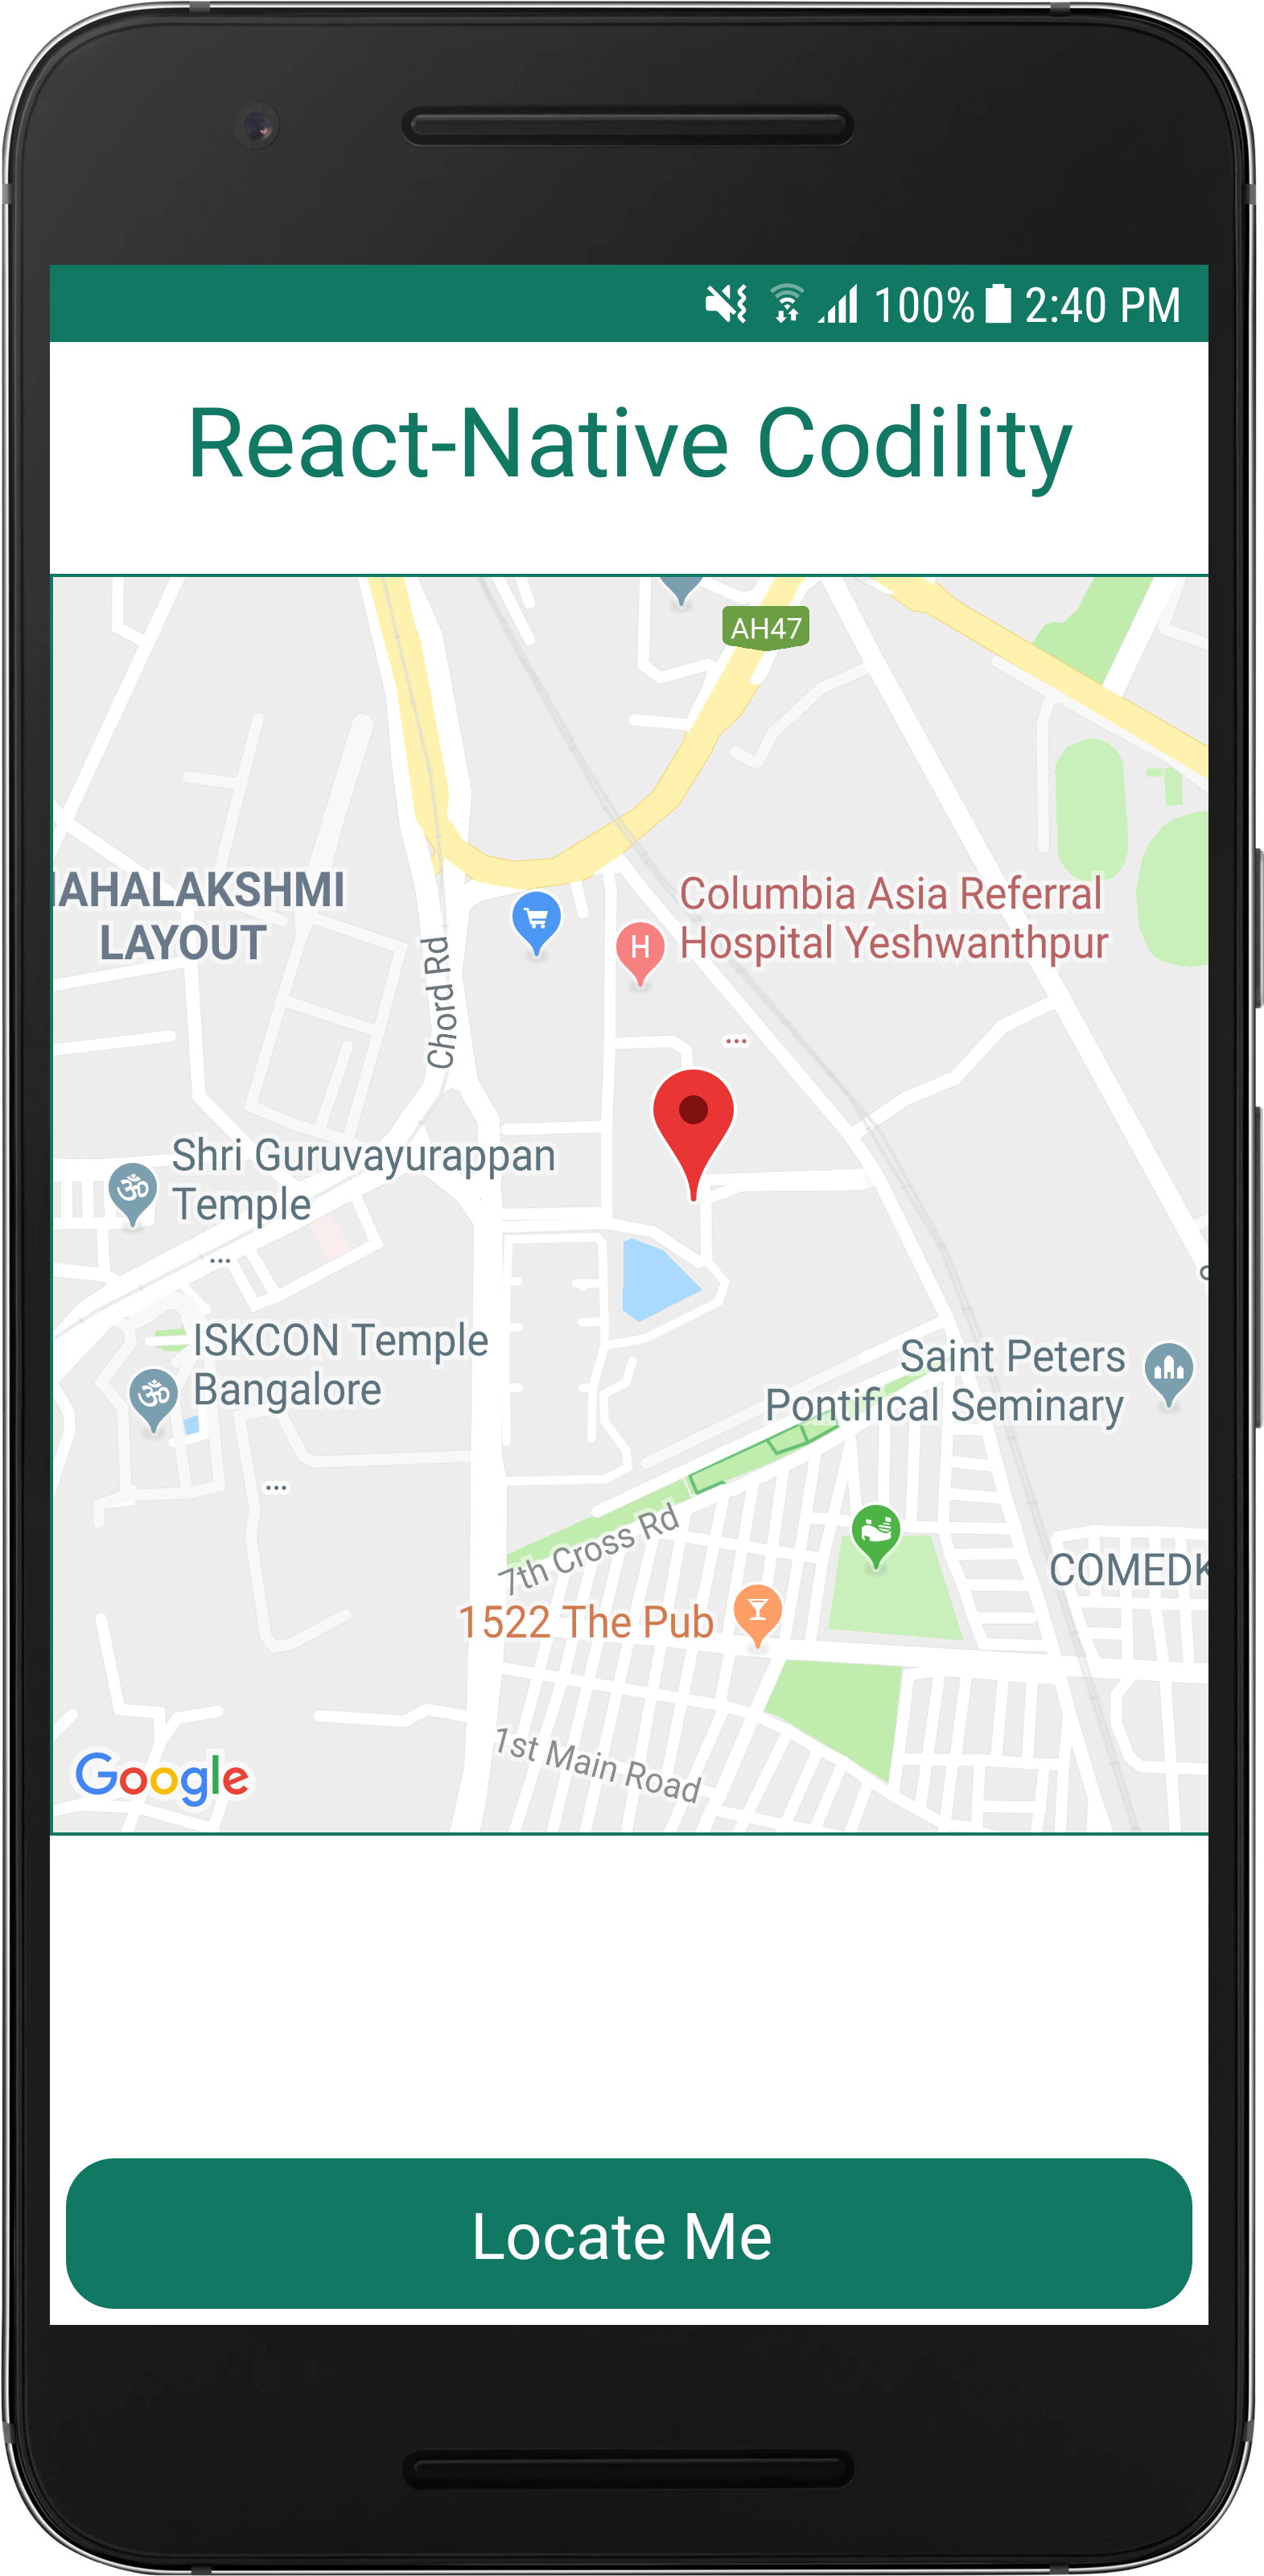 100% 2:40 PM
React-Native Codility
AH47
AHALAKSHMI
LAYOUT
Columbia Asia Referral
Hospital Yeshwanthpur
H
...
Chord Rd
Shri Guruvayurappan
Temple
...
ISKCON Temple
Bangalore
...
Saint Peters
Pontifical Seminary
7th Cross Rd
COMEDK
1522 The Pub
1st Main Road
Google
Locate Me